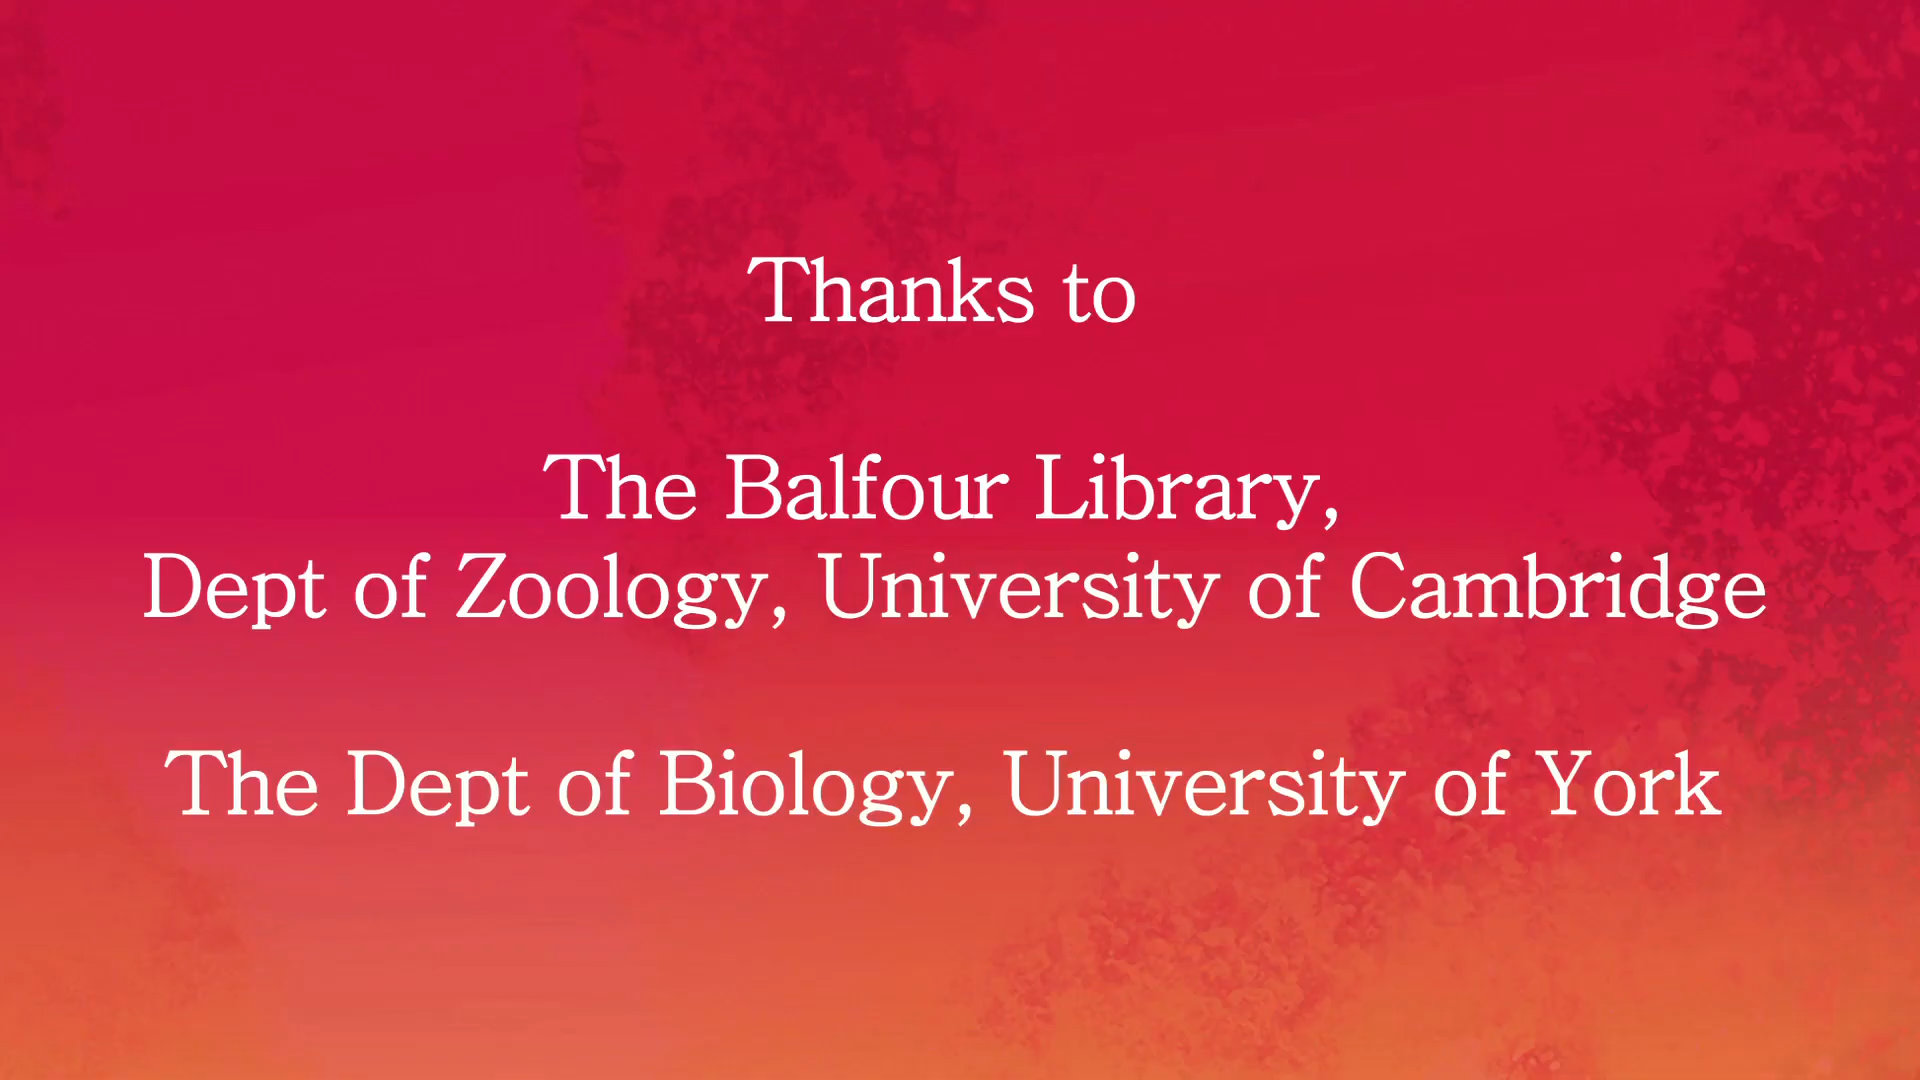 Thanks to
The Balfour Library,
Dept of Zoology, University of Cambridge
The Dept of Biology, University of York